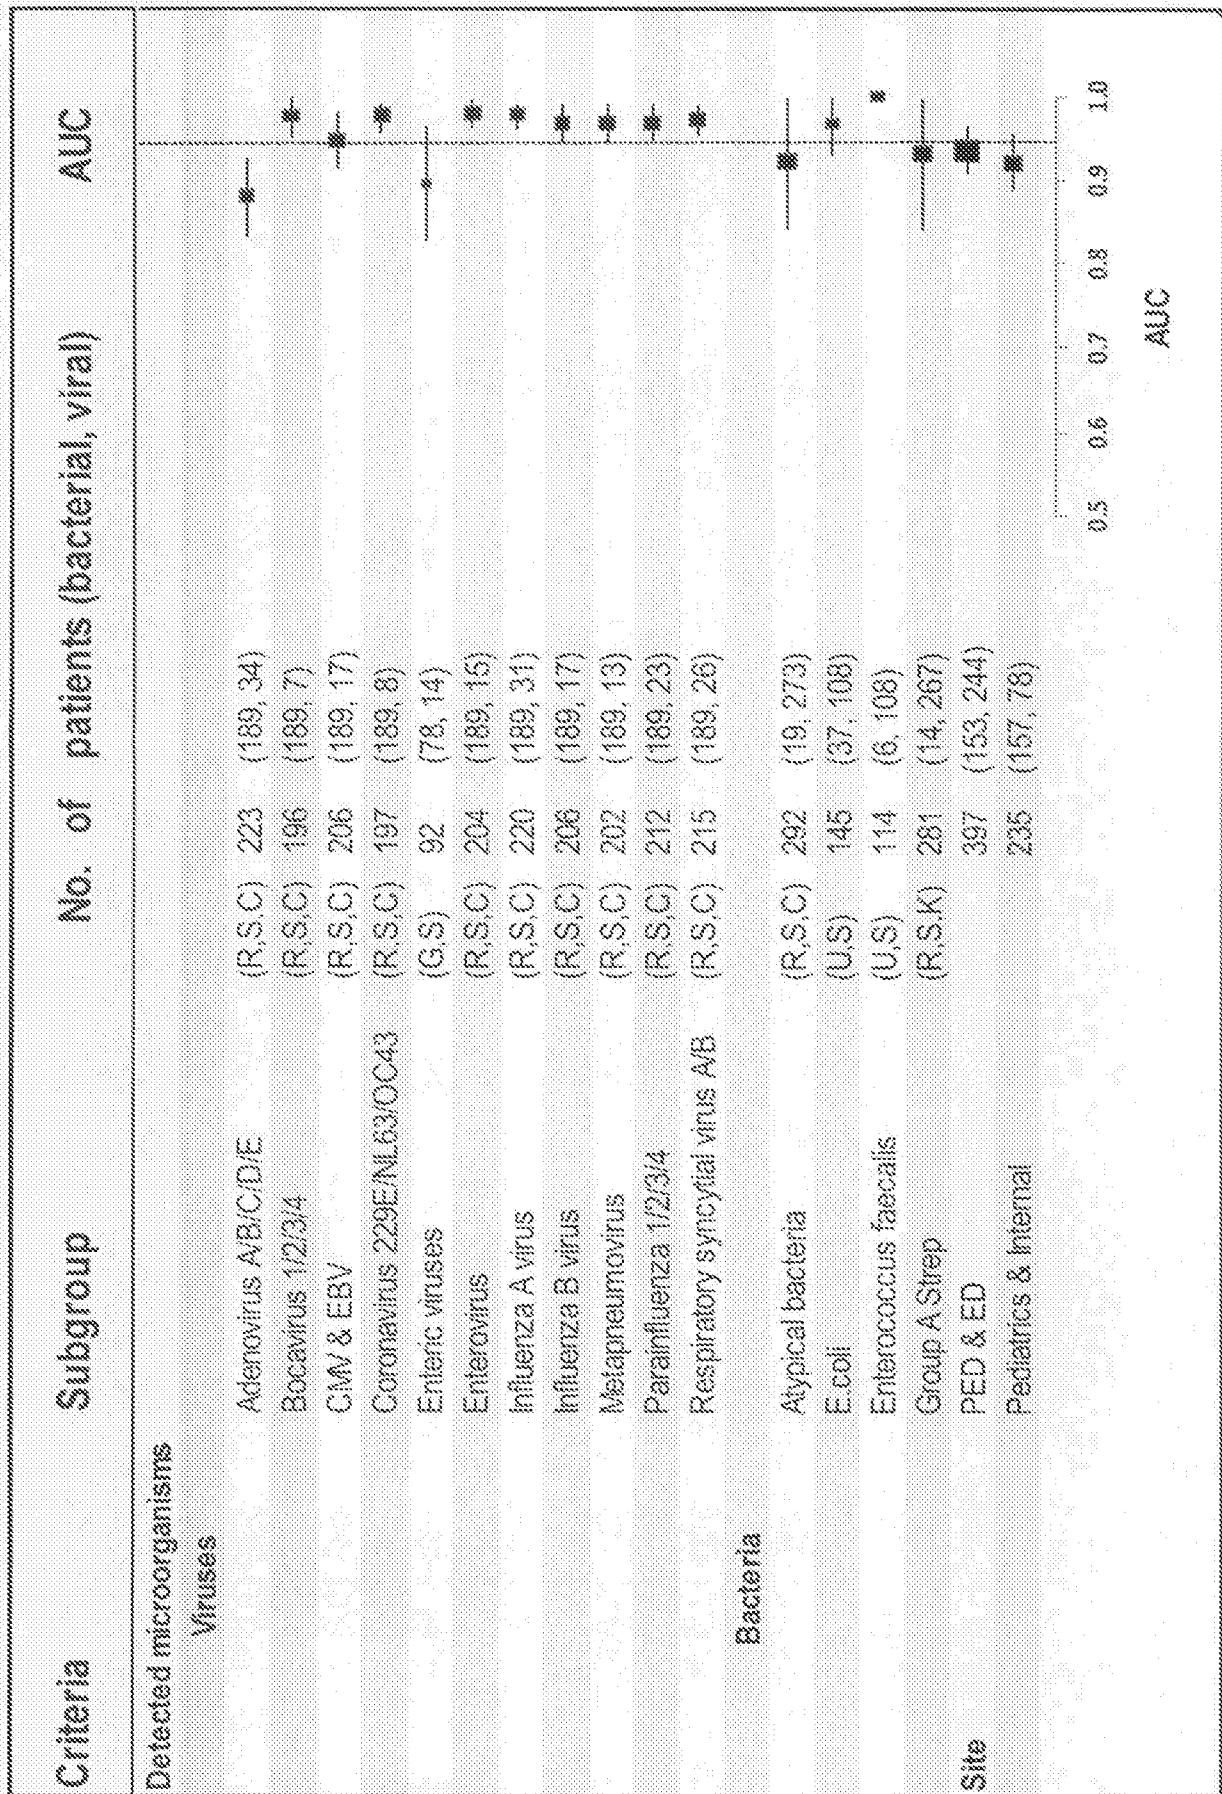 Criteria Subgroup No. of patients (bacterial, viral) AUC
Detected microorganisms
Viruses
Adenovirus A/B/C/D/E (R,S,C) 223 (189, 34)
Bocavirus 1/2/3/4 (R,S,C) 196 (189, 7)
CMV & EBV (R,S,C) 206 (189, 17)
Coronavirus 229E/NL63/OC43 (R,S,C) 197 (189, 8)
Enteric viruses (G,S) 92 (78, 14)
Enterovirus (R,S,C) 204 (189, 15)
Influenza A virus (R,S,C) 220 (189, 31)
Influenza B virus (R,S,C) 206 (189, 17)
Metapneumovirus (R,S,C) 202 (189, 13)
Parainfluenza 1/2/3/4 (R,S,C) 212 (189, 23)
Respiratory syncytial virus A/B (R,S,C) 215 (189, 26)
Bacteria
Atypical bacteria (R,S,C) 292 (19, 273)
E.coli (U,S) 145 (37, 108)
Enterococcus faecalis (U,S) 114 (6, 108)
Group A Strep (R,S,K) 281 (14, 267)
Site PED & ED 397 (153, 244)
Pediatrics & Internal 235 (157, 78)
0.5 0.6 0.7 0.8 0.9 1.0
AUC